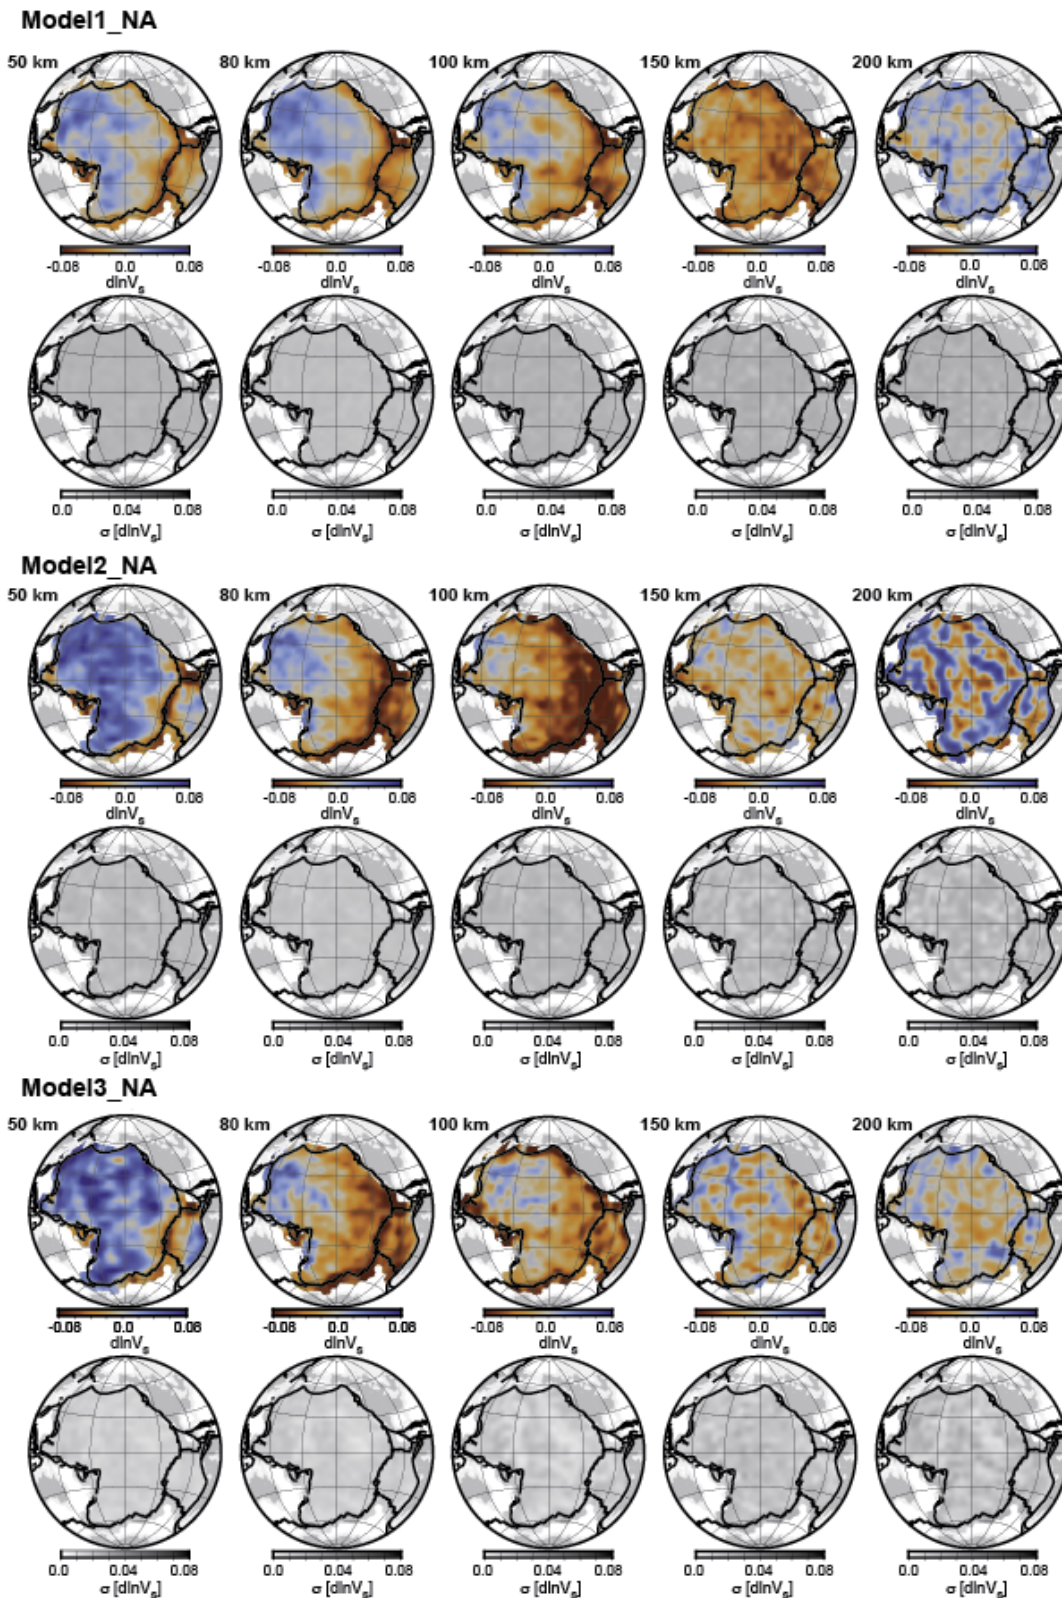 Model1_NA
50 km 80 km 100 km 150 km 200 km
-0.08 0.0 0.08 -0.08 0.0 0.08 -0.08 0.0 0.08 -0.08 0.0 0.08 -0.08 0.0 0.08
dlnVs dlnVs dlnVs dlnVs dlnVs
0.0 0.04 0.08 0.0 0.04 0.08 0.0 0.04 0.08 0.0 0.04 0.08 0.0 0.04 0.08
σ [dlnVs] σ [dlnVs] σ [dlnVs] σ [dlnVs] σ [dlnVs]
Model2_NA
50 km 80 km 100 km 150 km 200 km
-0.08 0.0 0.08 -0.08 0.0 0.08 -0.08 0.0 0.08 -0.08 0.0 0.08 -0.08 0.0 0.08
dlnVs dlnVs dlnVs dlnVs dlnVs
0.0 0.04 0.08 0.0 0.04 0.08 0.0 0.04 0.08 0.0 0.04 0.08 0.0 0.04 0.08
σ [dlnVs] σ [dlnVs] σ [dlnVs] σ [dlnVs] σ [dlnVs]
Model3_NA
50 km 80 km 100 km 150 km 200 km
-0.08 0.0 0.08 -0.08 0.0 0.08 -0.08 0.0 0.08 -0.08 0.0 0.08 -0.08 0.0 0.08
dlnVs dlnVs dlnVs dlnVs dlnVs
0.0 0.04 0.08 0.0 0.04 0.08 0.0 0.04 0.08 0.0 0.04 0.08 0.0 0.04 0.08
σ [dlnVs] σ [dlnVs] σ [dlnVs] σ [dlnVs] σ [dlnVs]